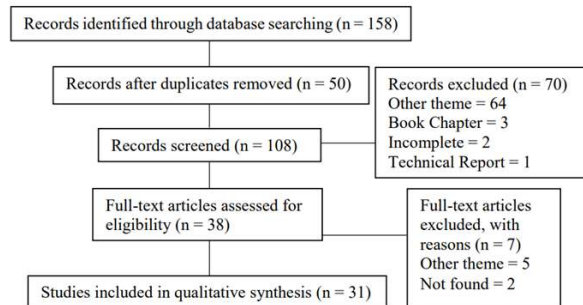 Records identified through database searching (n = 158)
Records after duplicates removed (n = 50)
Records excluded (n = 70)
Other theme = 64
Book Chapter = 3
Incomplete = 2
Technical Report = 1
Records screened (n = 108)
Full-text articles assessed for
eligibility (n = 38)
Full-text articles
excluded, with
reasons (n = 7)
Other theme = 5
Not found = 2
Studies included in qualitative synthesis (n = 31)